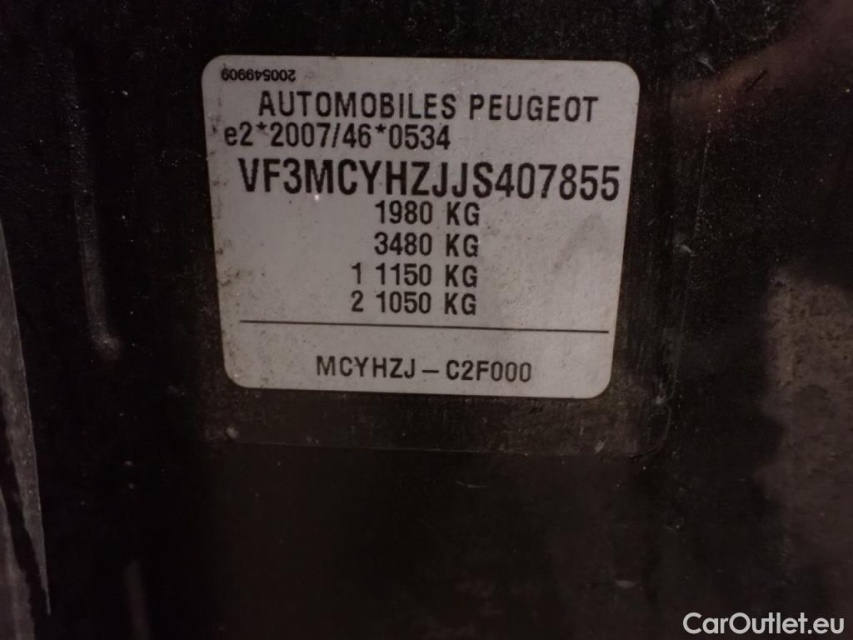 200549909
AUTOMOBILES PEUGEOT
e2*2007/46*0534
VF3MCYHZJJS407855
1980 KG
3480 KG
1 1150 KG
2 1050 KG
MCYHZJ – C2F000
CarOutlet.eu